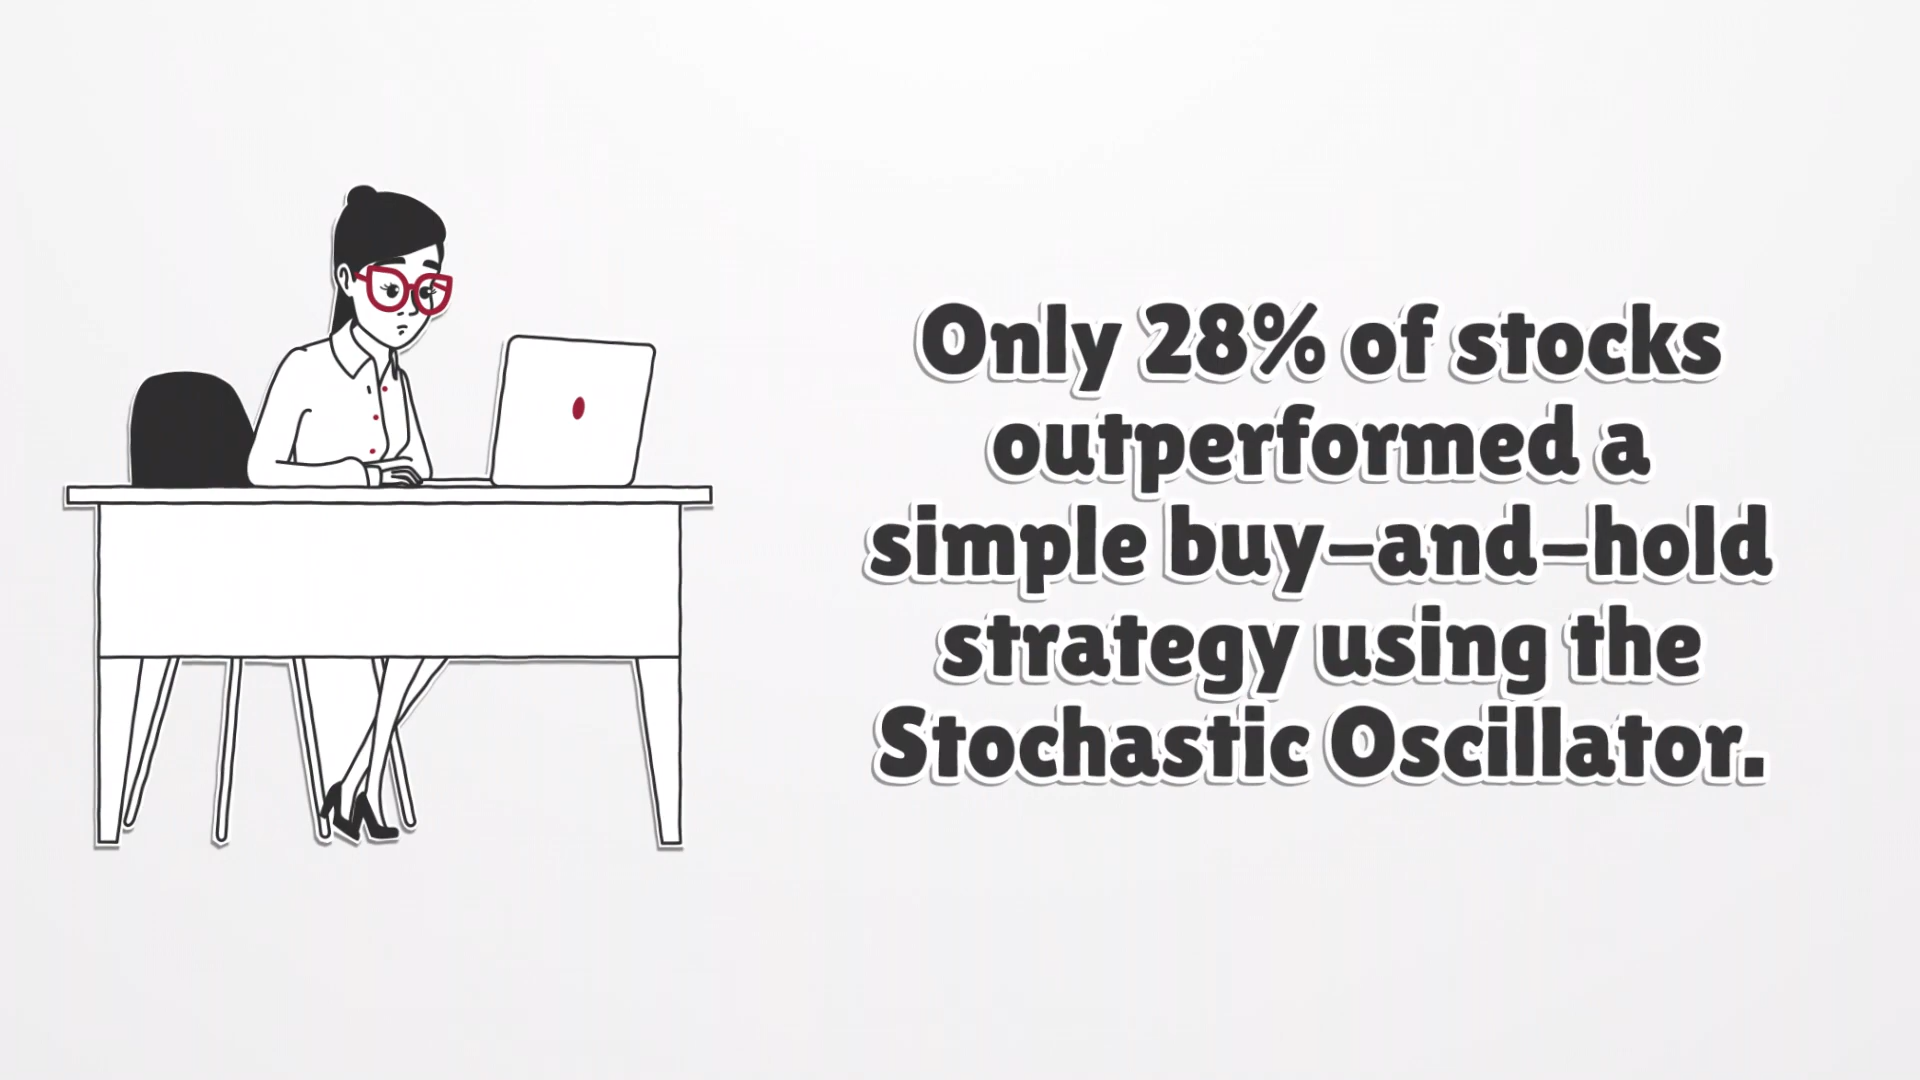 Only 28% of stocks
outperformed a
simple buy-and-hold
strategy using the
Stochastic Oscillator.